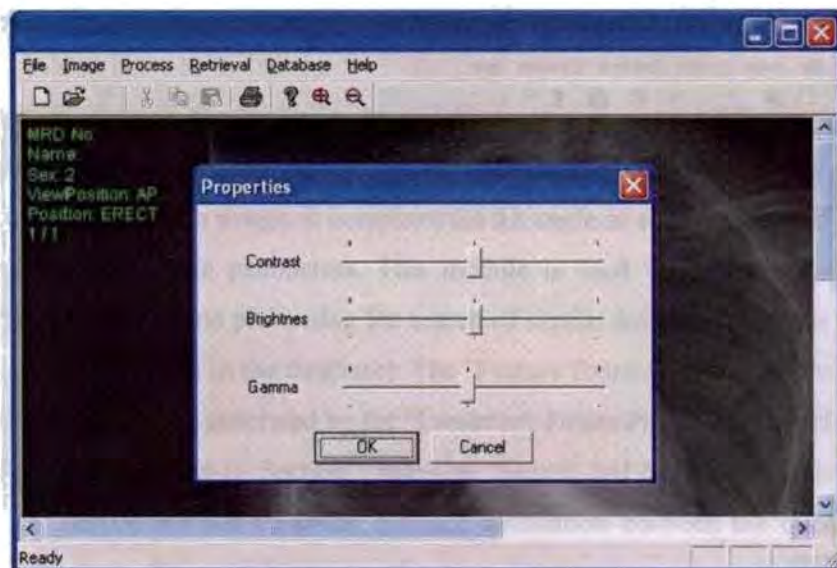 File Image Process Retrieval Database Help
MRD No:
Name:
Sex: 2
ViewPosition: AP
Position: ERECT
1 / 1
Properties
Contrast
Brightnes
Gamma
OK Cancel
Ready